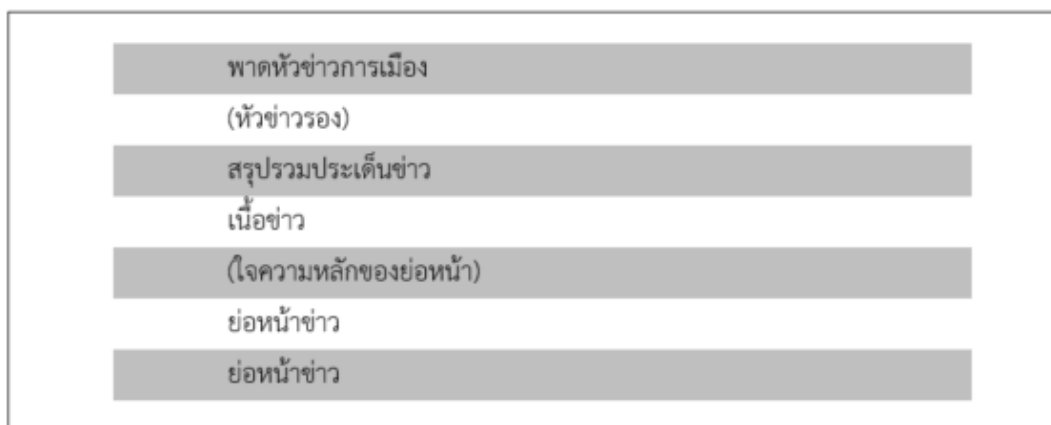 พาดหัวข่าวการเมือง
(หัวข่าวรอง)
สรุปรวมประเด็นข่าว
เนื้อข่าว
(ใจความหลักของย่อหน้า)
ย่อหน้าข่าว
ย่อหน้าข่าว